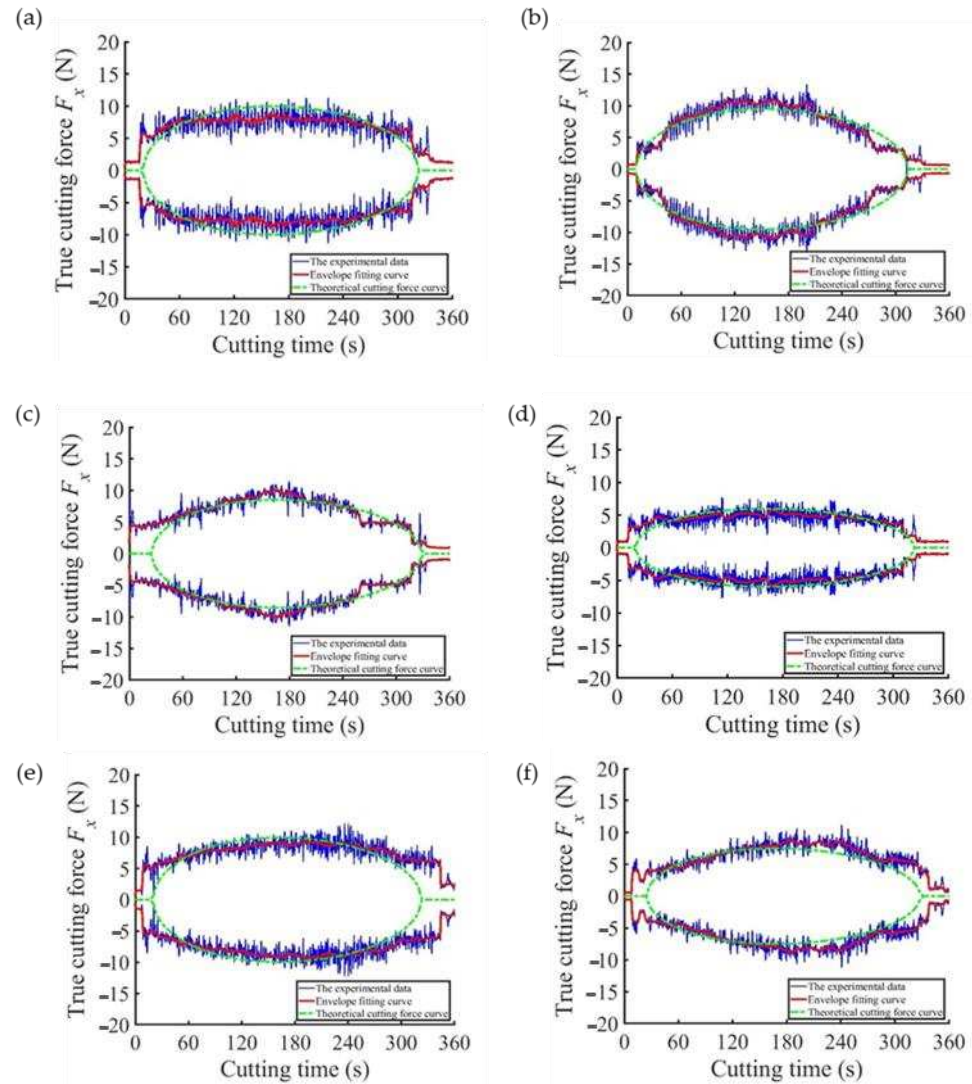 (a)
True cutting force F_x (N)
20
15
10
5
0
−5
−10
−15
−20
The experimental data
Envelope fitting curve
Theoretical cutting force curve
0 60 120 180 240 300 360
Cutting time (s)
(b)
True cutting force F_x (N)
20
15
10
5
0
−5
−10
−15
−20
The experimental data
Envelope fitting curve
Theoretical cutting force curve
0 60 120 180 240 300 360
Cutting time (s)
(c)
True cutting force F_x (N)
20
15
10
5
0
−5
−10
−15
−20
The experimental data
Envelope fitting curve
Theoretical cutting force curve
0 60 120 180 240 300 360
Cutting time (s)
(d)
True cutting force F_x (N)
20
15
10
5
0
−5
−10
−15
−20
The experimental data
Envelope fitting curve
Theoretical cutting force curve
0 60 120 180 240 300 360
Cutting time (s)
(e)
True cutting force F_x (N)
20
15
10
5
0
−5
−10
−15
−20
The experimental data
Envelope fitting curve
Theoretical cutting force curve
0 60 120 180 240 300 360
Cutting time (s)
(f)
True cutting force F_x (N)
20
15
10
5
0
−5
−10
−15
−20
The experimental data
Envelope fitting curve
Theoretical cutting force curve
0 60 120 180 240 300 360
Cutting time (s)